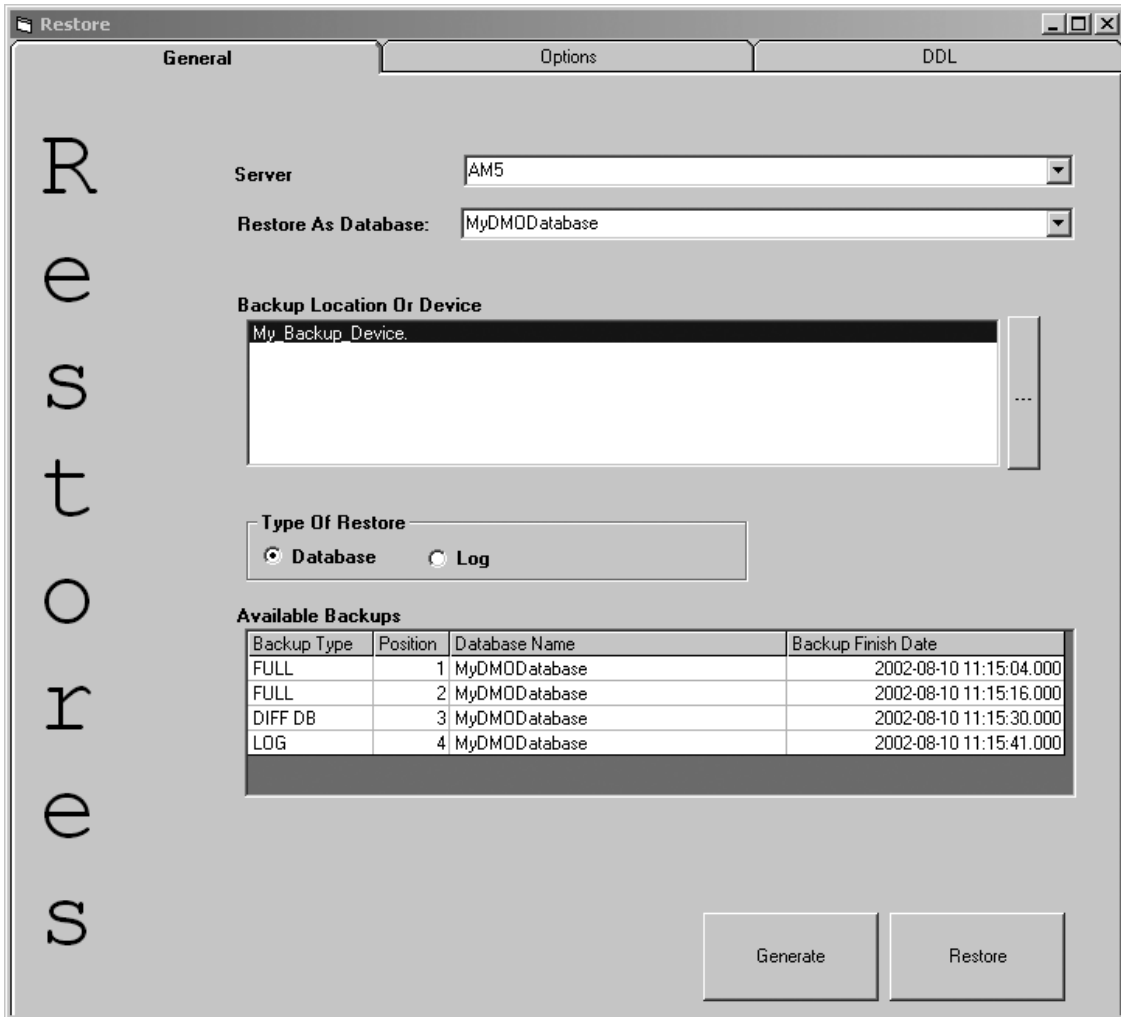 Restore
General Options DDL
Restores
Server AM5
Restore As Database: MyDMODatabase
Backup Location Or Device
My_Backup_Device.
...
Type Of Restore
Database Log
Available Backups
Backup Type Position Database Name Backup Finish Date
FULL 1 MyDMODatabase 2002-08-10 11:15:04.000
FULL 2 MyDMODatabase 2002-08-10 11:15:16.000
DIFF DB 3 MyDMODatabase 2002-08-10 11:15:30.000
LOG 4 MyDMODatabase 2002-08-10 11:15:41.000
Generate Restore